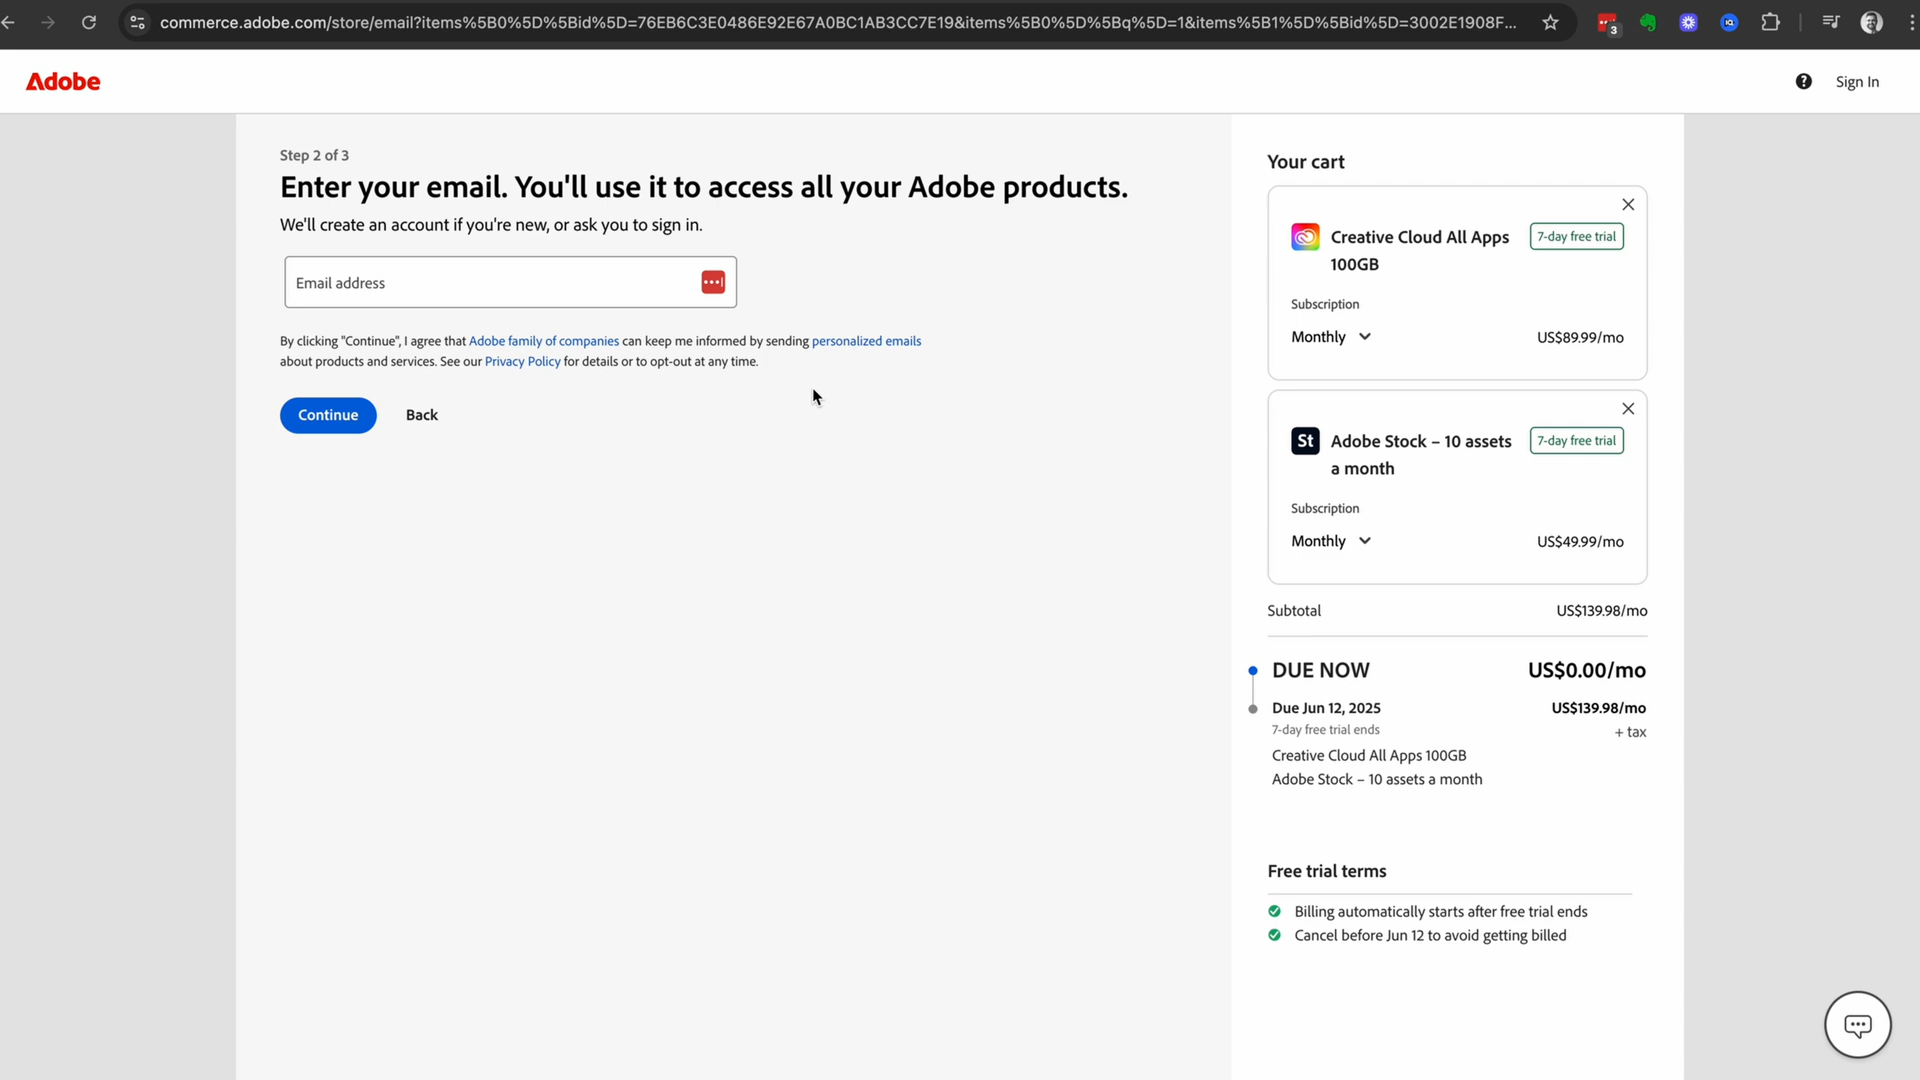 commerce.adobe.com/store/email?items%5B0%5D%5Bid%5D=76EB6C3E0486E92E67A0BC1AB3CC7E19&items%5B0%5D%5Bq%5D=1&items%5B1%5D%5Bid%5D=3002E1908F...
3
Adobe
Sign In
Step 2 of 3
Enter your email. You'll use it to access all your Adobe products.
We'll create an account if you're new, or ask you to sign in.
Email address
By clicking "Continue", I agree that Adobe family of companies can keep me informed by sending personalized emails
about products and services. See our Privacy Policy for details or to opt-out at any time.
Continue
Back
Your cart
Creative Cloud All Apps
100GB
7-day free trial
Subscription
Monthly
US$89.99/mo
St
Adobe Stock – 10 assets
a month
7-day free trial
Subscription
Monthly
US$49.99/mo
Subtotal
US$139.98/mo
DUE NOW
US$0.00/mo
Due Jun 12, 2025
US$139.98/mo
7-day free trial ends
+ tax
Creative Cloud All Apps 100GB
Adobe Stock – 10 assets a month
Free trial terms
Billing automatically starts after free trial ends
Cancel before Jun 12 to avoid getting billed